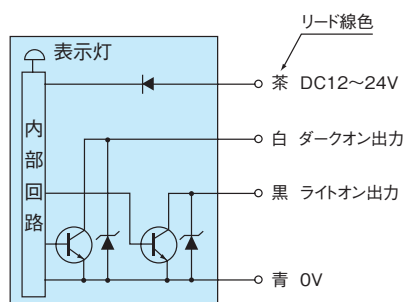 リード線色
表示灯
茶 DC12～24V
内部回路
白 ダークオン出力
黒 ライトオン出力
青 0V